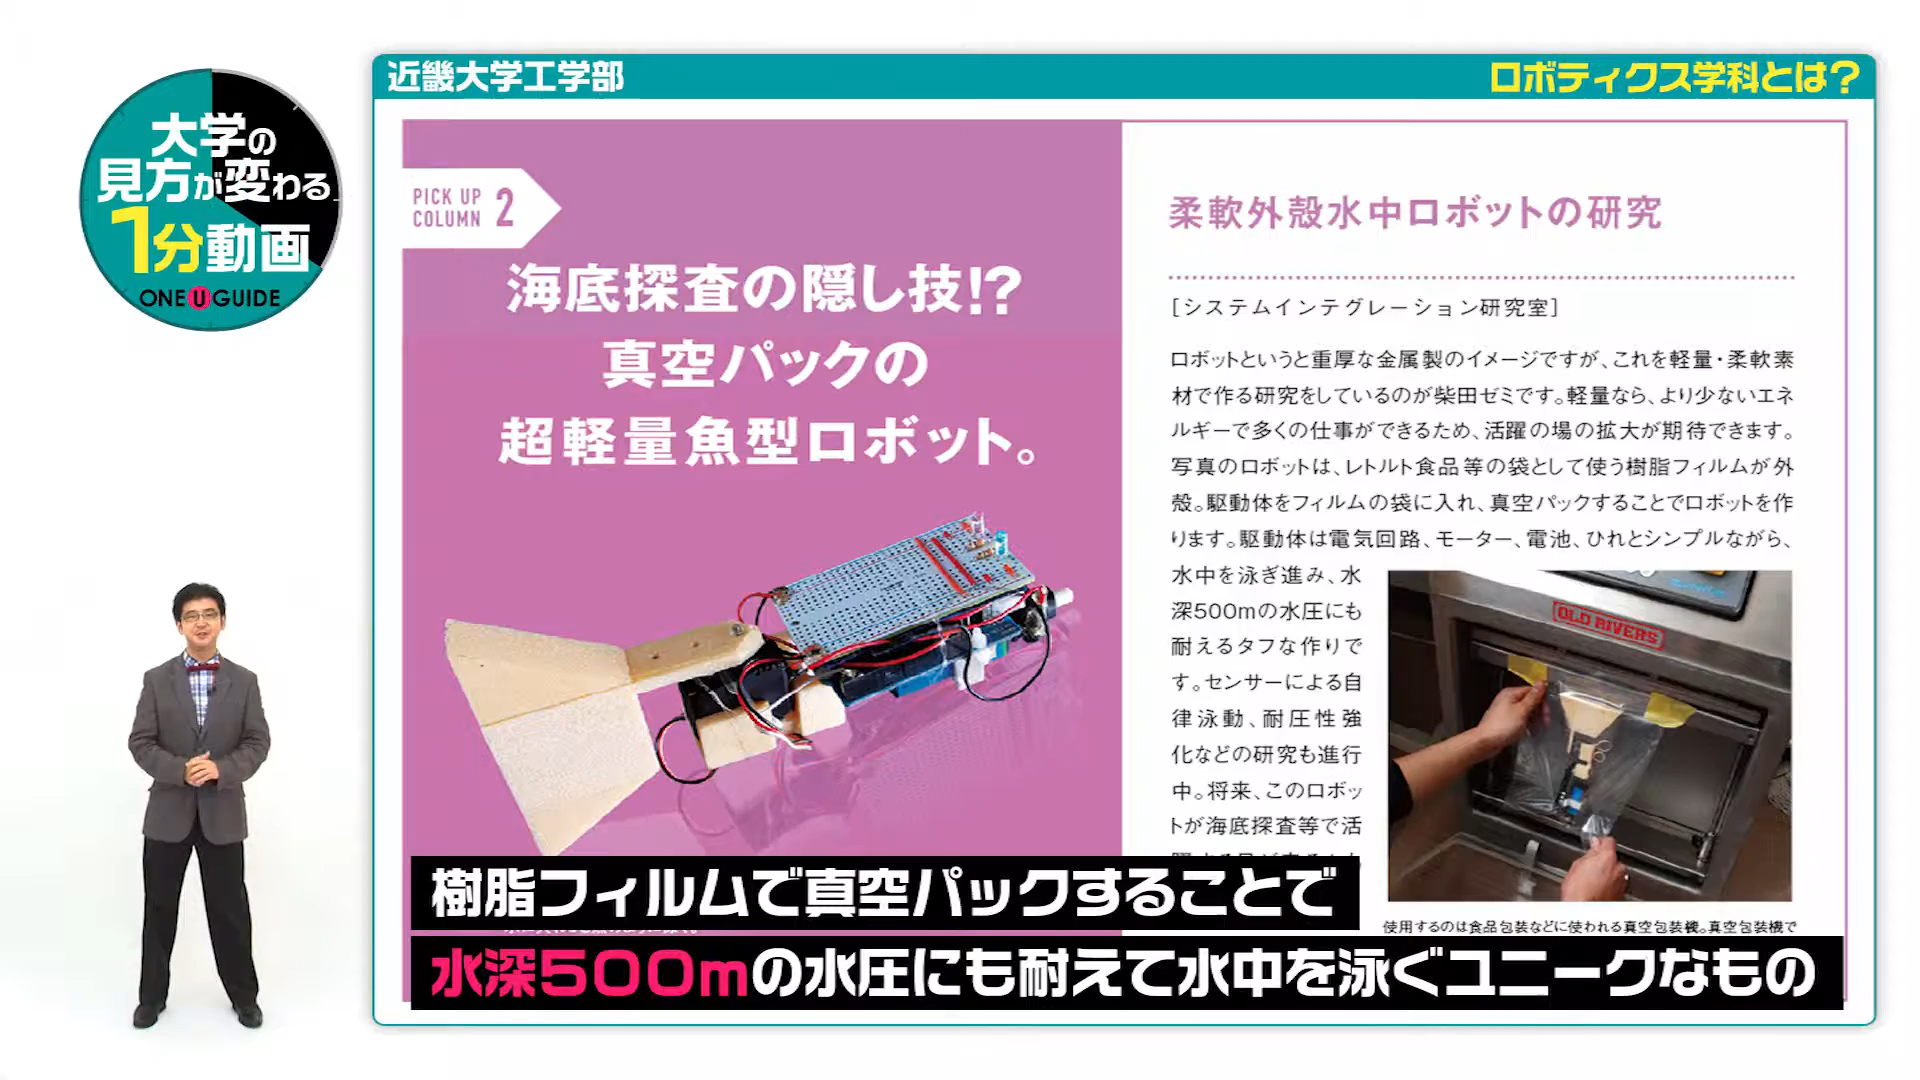 大学の
見方が変わる
1分動画
ONE U GUIDE
近畿大学工学部
ロボティクス学科とは?
PICK UP
COLUMN 2
海底探査の隠し技!?
真空パックの
超軽量魚型ロボット。
柔軟外殻水中ロボットの研究
[システムインテグレーション研究室]
ロボットというと重厚な金属製のイメージですが、これを軽量・柔軟素
材で作る研究をしているのが柴田ゼミです。軽量なら、より少ないエネ
ルギーで多くの仕事ができるため、活躍の場の拡大が期待できます。
写真のロボットは、レトルト食品等の袋として使う樹脂フィルムが外
殻。駆動体をフィルムの袋に入れ、真空パックすることでロボットを作
ります。駆動体は電気回路、モーター、電池、ひれとシンプルながら、
水中を泳ぎ進み、水
深500mの水圧にも
耐えるタフな作りで
す。センサーによる自
律泳動、耐圧性強
化などの研究も進行
中。将来、このロボッ
トが海底探査等で活
OLD RIVERS
使用するのは食品包装などに使われる真空包装機。真空包装機で
樹脂フィルムで真空パックすることで
水深500mの水圧にも耐えて水中を泳ぐユニークなもの